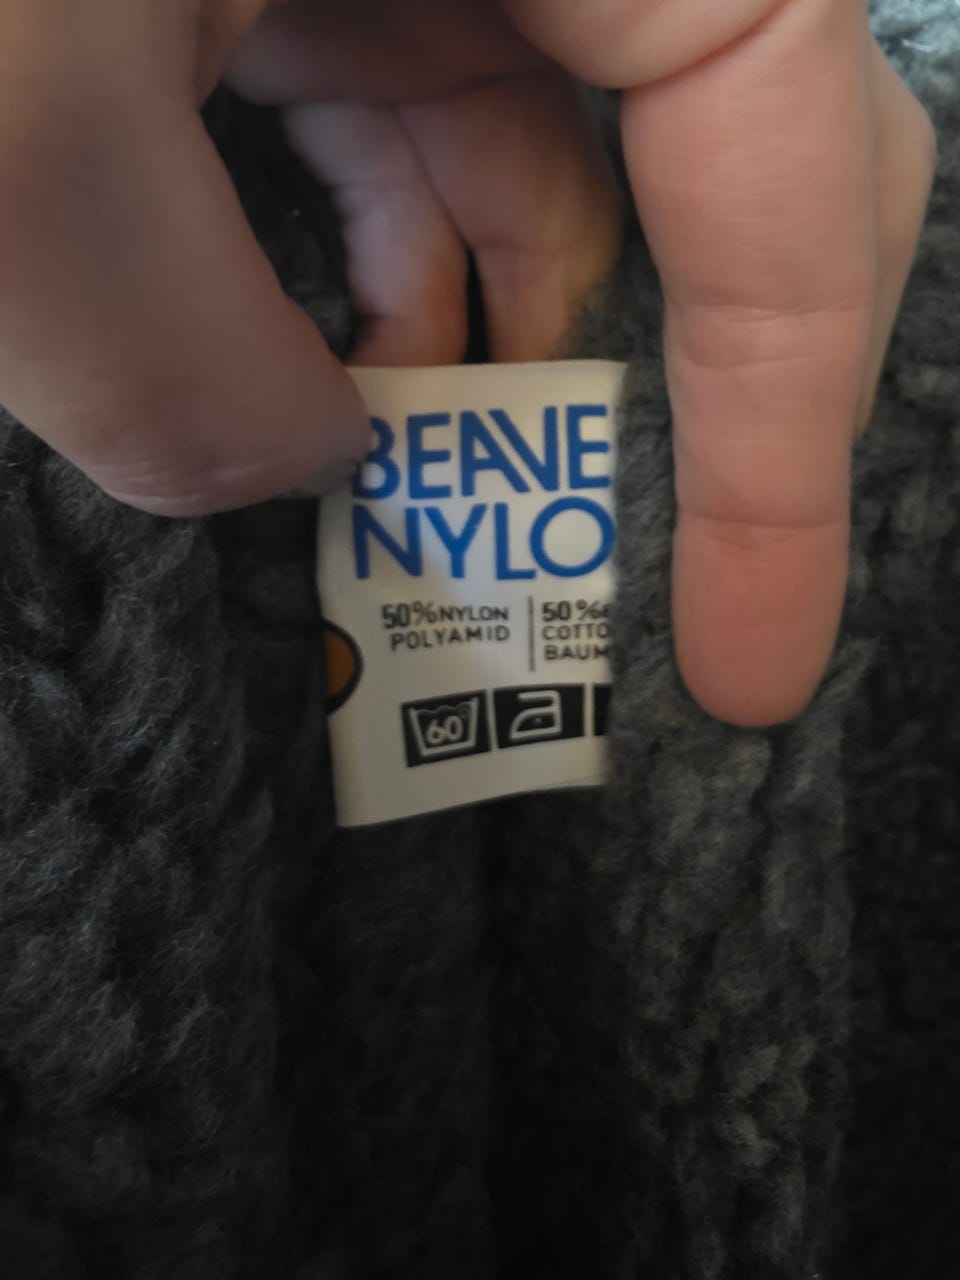 BEAVE
NYLO
50% NYLON
POLYAMID
50%
COTTO
BAUM
60